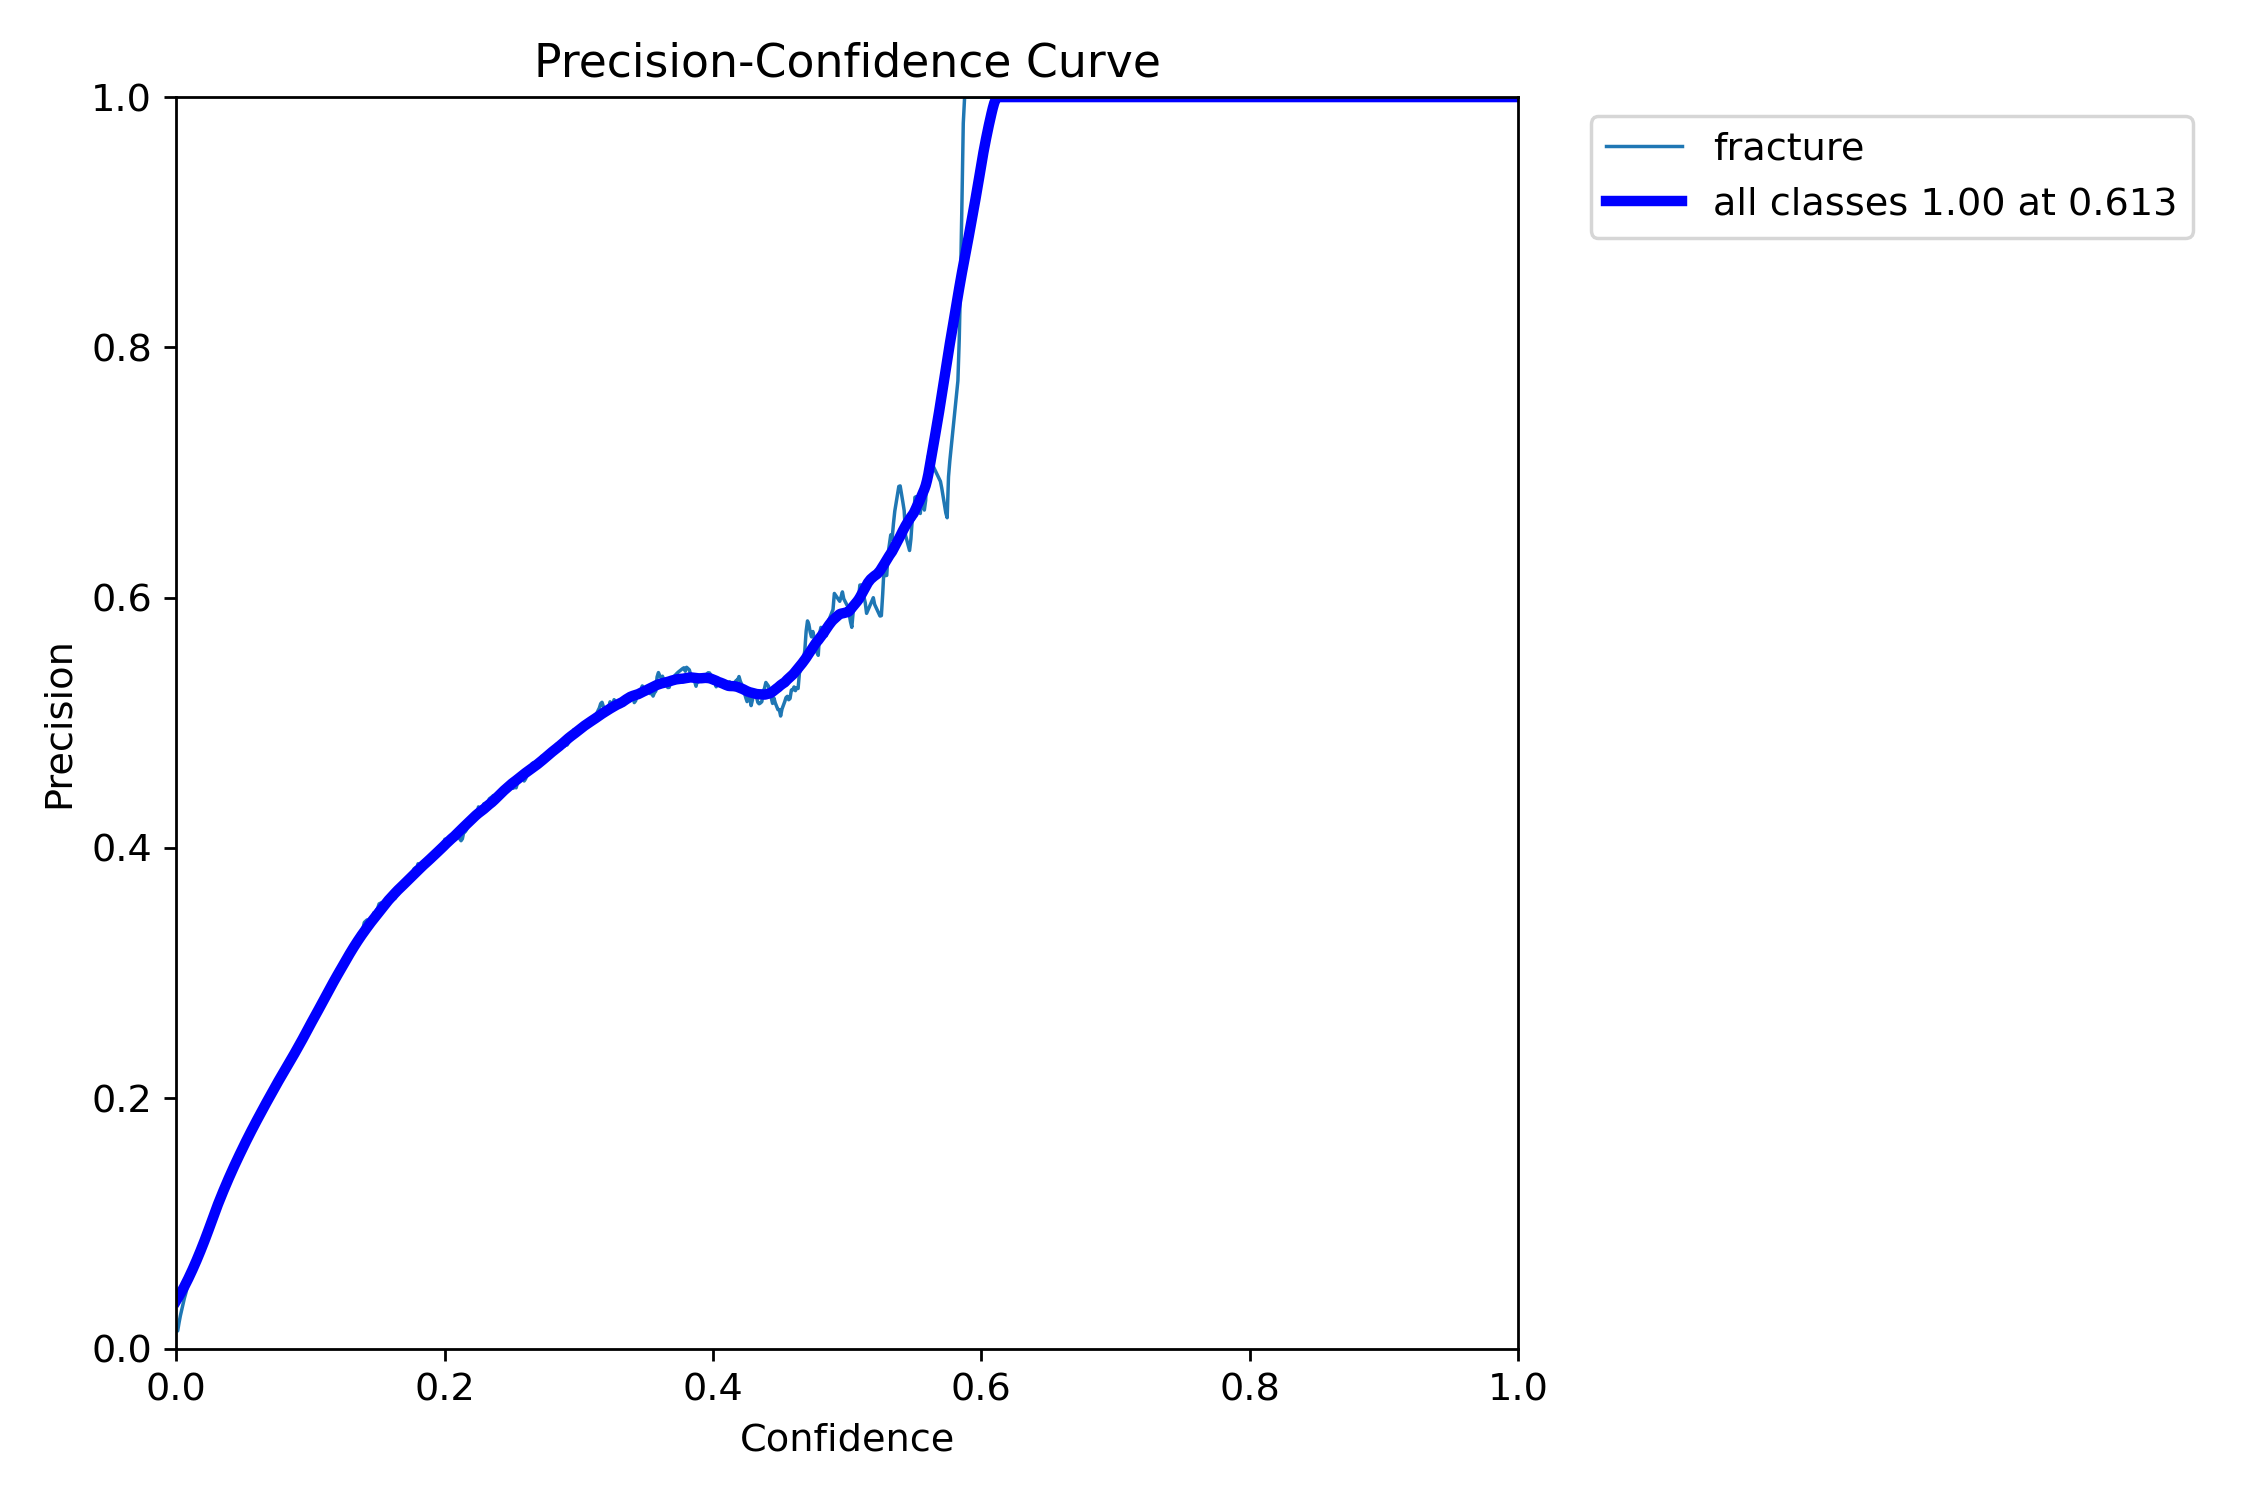 Precision-Confidence Curve
fracture
all classes 1.00 at 0.613
Precision
1.0
0.8
0.6
0.4
0.2
0.0
0.0 0.2 0.4 0.6 0.8 1.0
Confidence